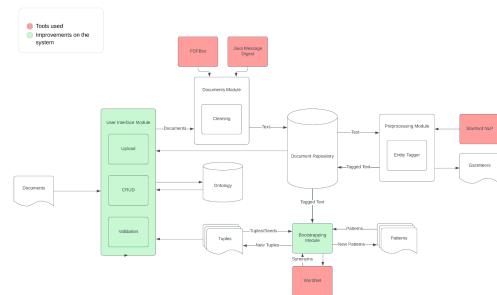 Tools used
Improvements on the
system
PDFBox
Java Message
Digest
Documents Module
Cleaning
User Interface Module
Upload
CRUD
Validation
Documents
Documents
Text
Document Repository
Text
Tagged Text
Preprocessing Module
Entity Tagger
Stanford NLP
Gazetteers
Ontology
Tagged Text
Tuples/Seeds
New Tuples
Tuples
Bootstrapping
Module
Patterns
New Patterns
Patterns
Synonyms
WordNet